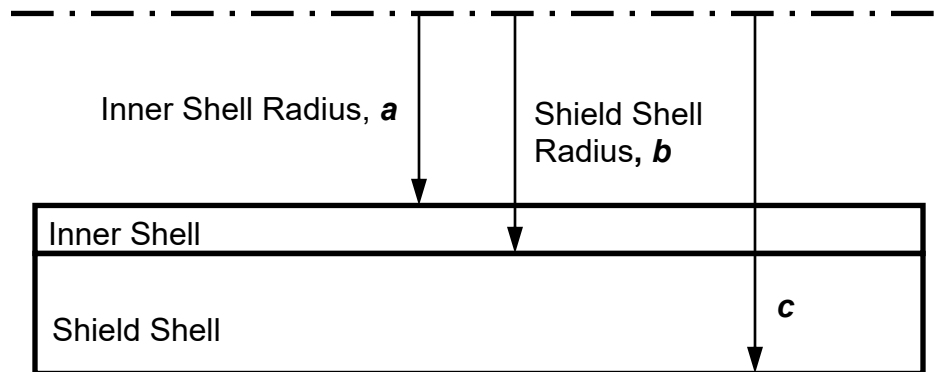 Inner Shell Radius, a
Shield Shell
Radius, b
Inner Shell
c
Shield Shell